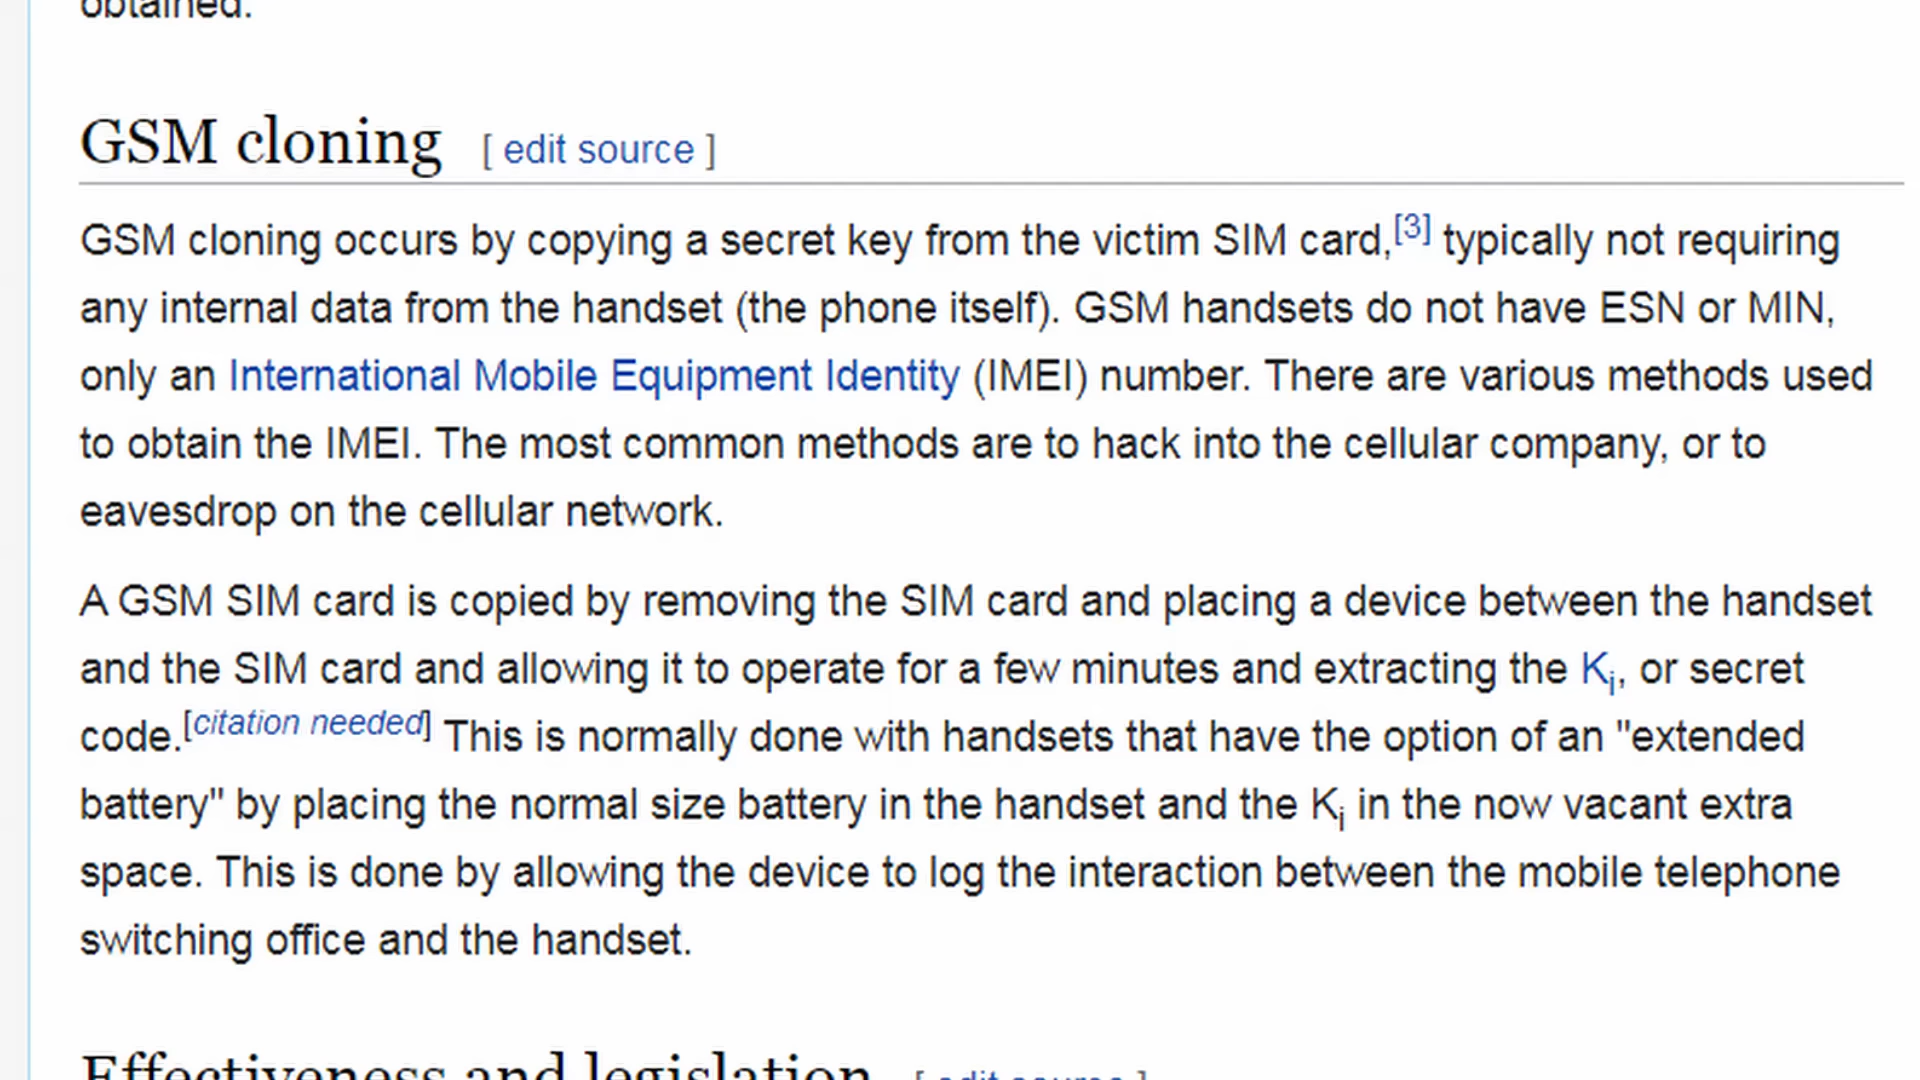 obtained.
GSM cloning [ edit source ]
GSM cloning occurs by copying a secret key from the victim SIM card,[3] typically not requiring
any internal data from the handset (the phone itself). GSM handsets do not have ESN or MIN,
only an International Mobile Equipment Identity (IMEI) number. There are various methods used
to obtain the IMEI. The most common methods are to hack into the cellular company, or to
eavesdrop on the cellular network.
A GSM SIM card is copied by removing the SIM card and placing a device between the handset
and the SIM card and allowing it to operate for a few minutes and extracting the Ki, or secret
code.[citation needed] This is normally done with handsets that have the option of an "extended
battery" by placing the normal size battery in the handset and the Ki in the now vacant extra
space. This is done by allowing the device to log the interaction between the mobile telephone
switching office and the handset.
Effectiveness and legislation [ edit source ]